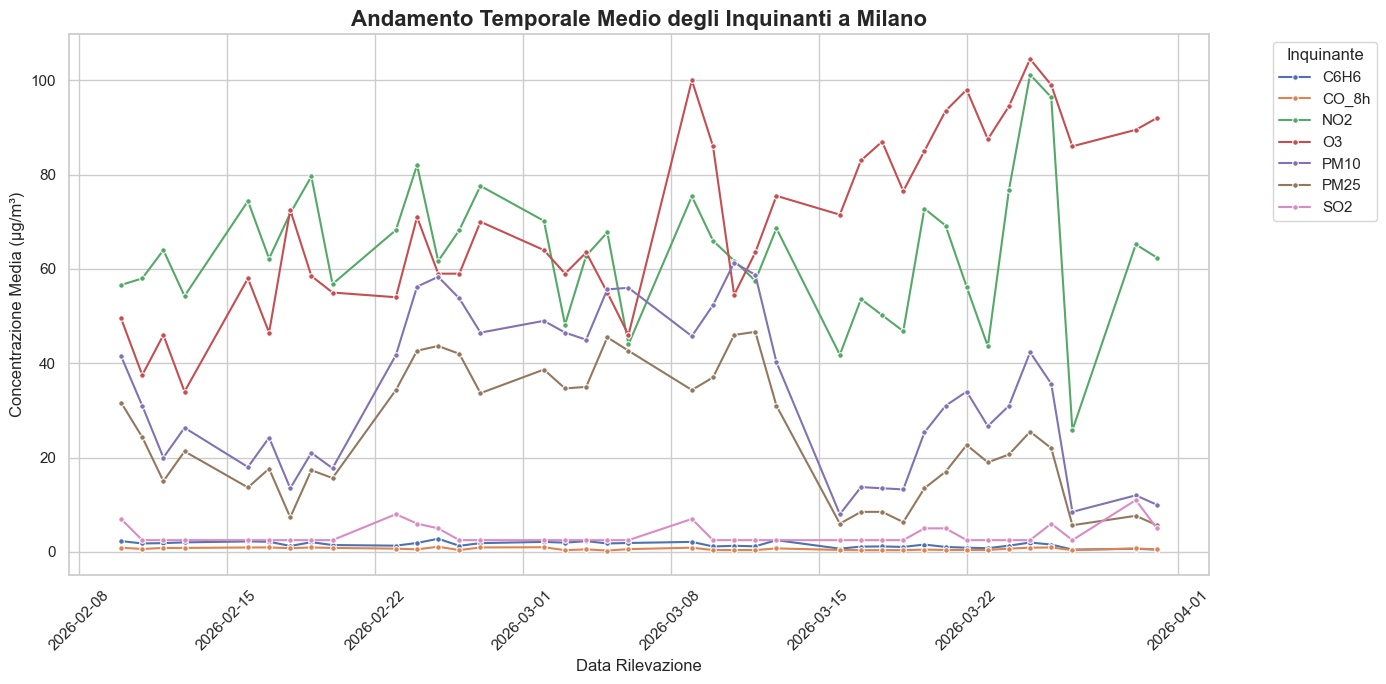 Andamento Temporale Medio degli Inquinanti a Milano
Concentrazione Media (µg/m³)
100
80
60
40
20
0
2026-02-08
2026-02-15
2026-02-22
2026-03-01
2026-03-08
2026-03-15
2026-03-22
2026-04-01
Data Rilevazione
Inquinante
C6H6
CO_8h
NO2
O3
PM10
PM25
SO2